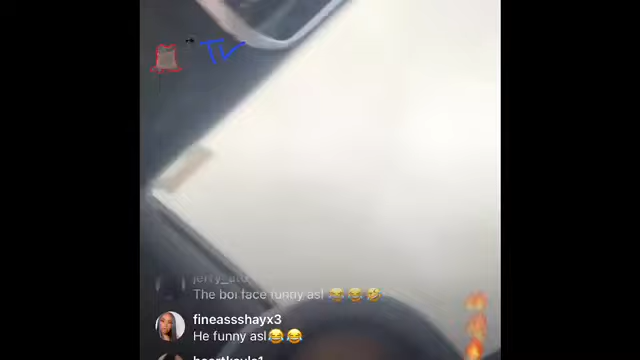 TV
The boi face funny asl 😂😂🤣
fineassshayx3
He funny asl😂😂